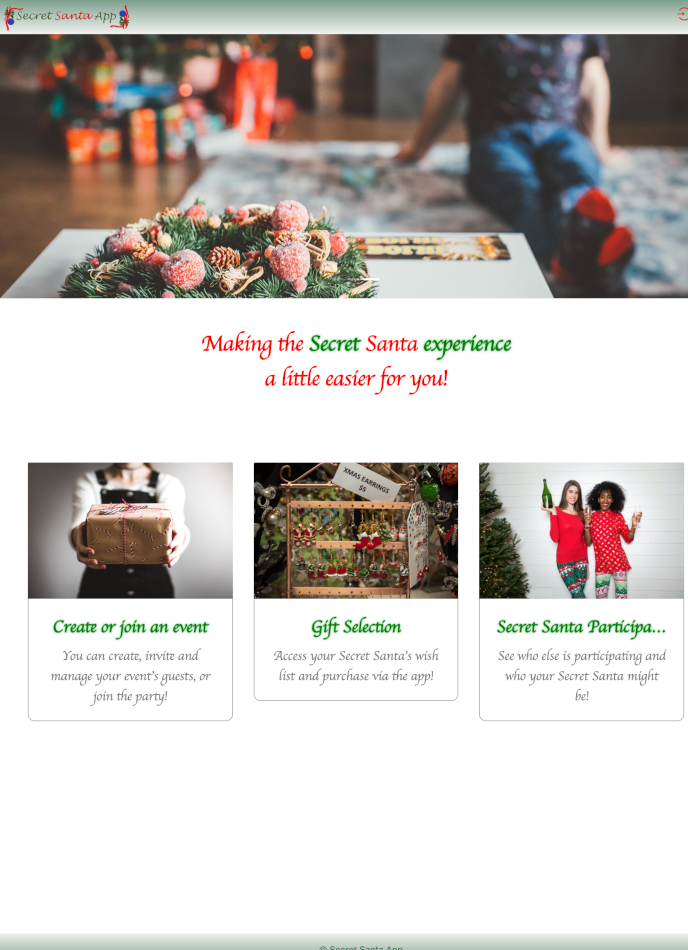 Secret Santa App
Making the Secret Santa experience
a little easier for you!
XMAS EARRINGS
$5
Create or join an event
You can create, invite and
manage your event's guests, or
join the party!
Gift Selection
Access your Secret Santa's wish
list and purchase via the app!
Secret Santa Participa...
See who else is participating and
who your Secret Santa might
be!
© Secret Santa App